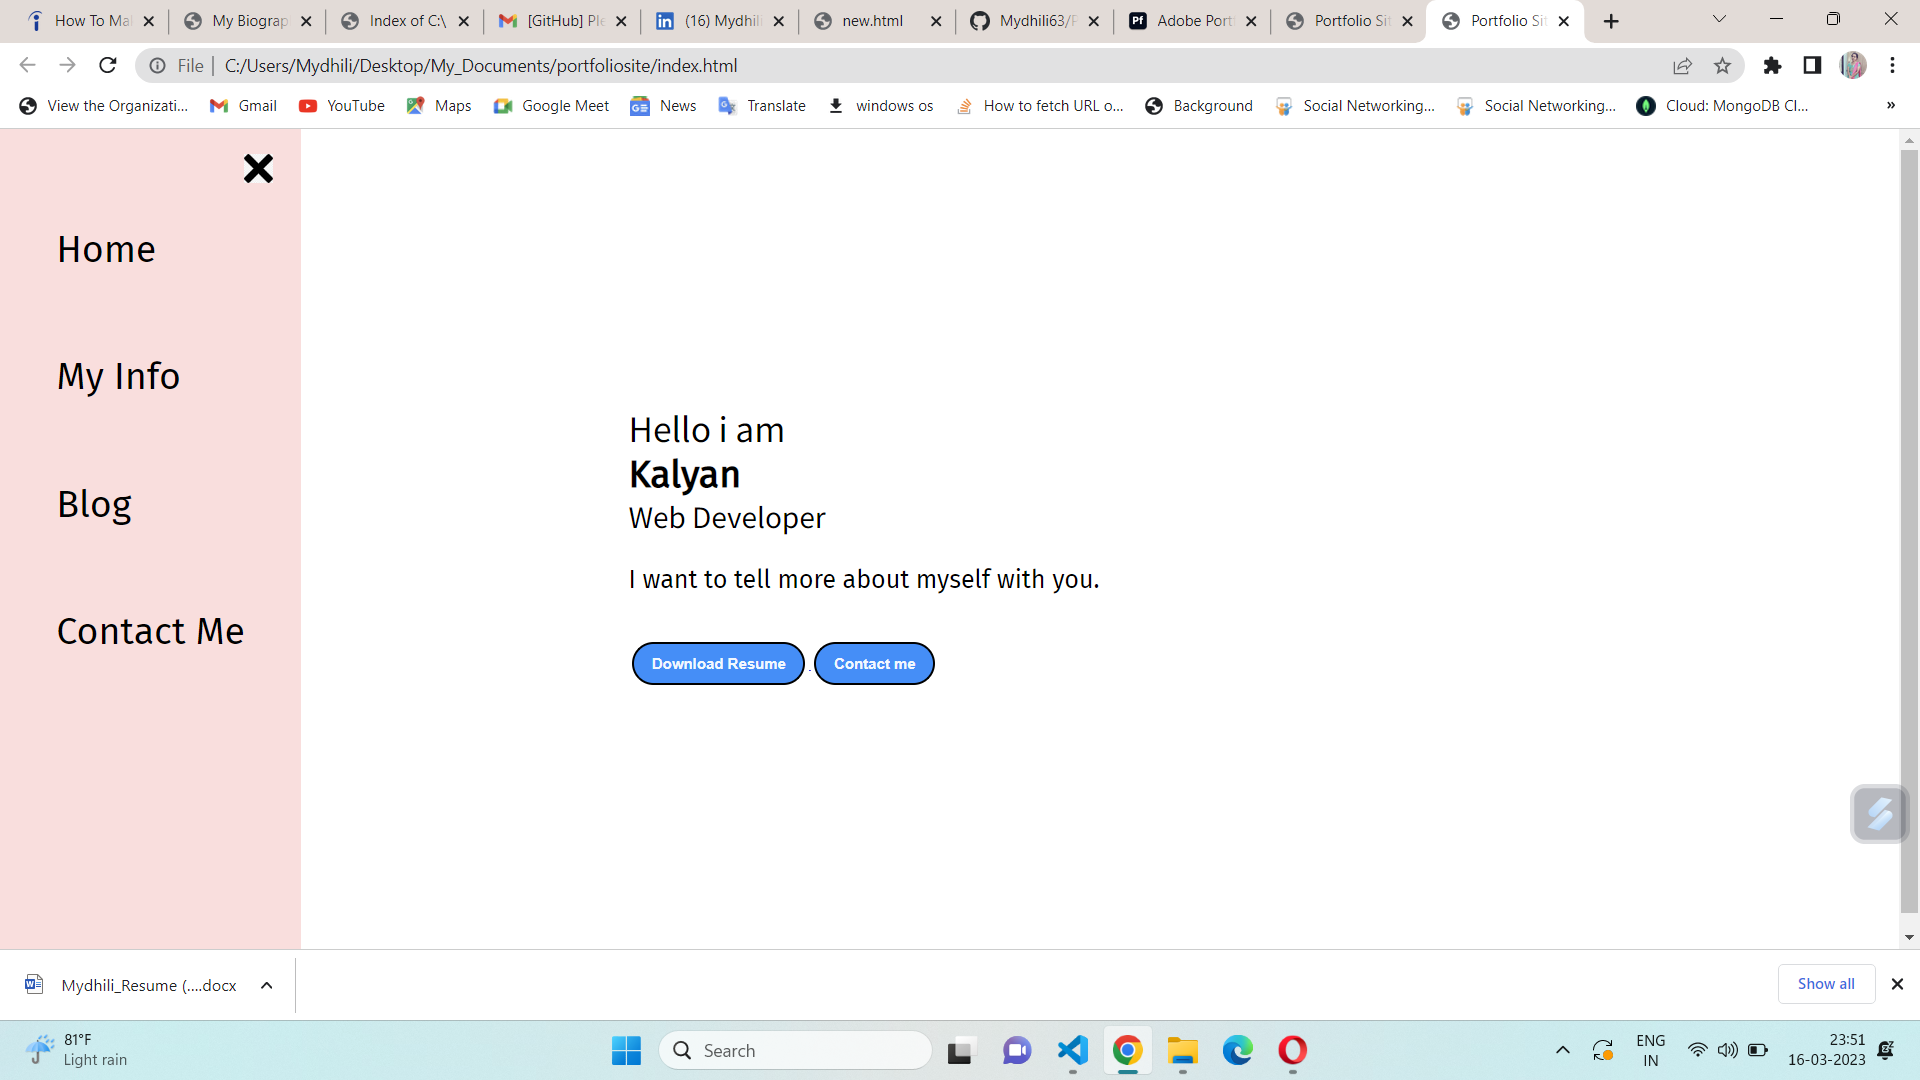 How To Mal
My Biograp
Index of C:\
[GitHub] Ple
(16) Mydhili
new.html
Mydhili63/P
Adobe Portf
Portfolio Sit
Portfolio Sit
File
C:/Users/Mydhili/Desktop/My_Documents/portfoliosite/index.html
View the Organizati...
Gmail
YouTube
Maps
Google Meet
News
Translate
windows os
How to fetch URL o...
Background
Social Networking...
Social Networking...
Cloud: MongoDB Cl...
»
Home
My Info
Blog
Contact Me
Hello i am
Kalyan
Web Developer
I want to tell more about myself with you.
Download Resume . Contact me
Mydhili_Resume (....docx
Show all
81°F
Light rain
Search
ENG
IN
23:51
16-03-2023